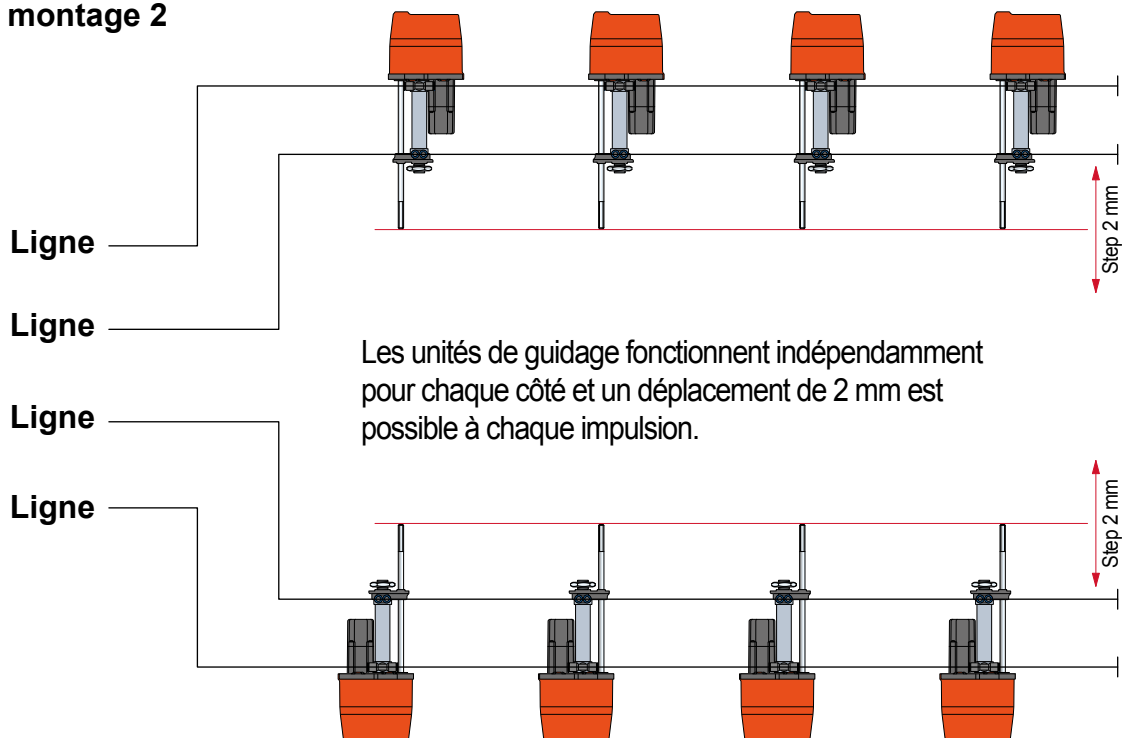 montage 2
Step 2 mm
Ligne
Ligne
Les unités de guidage fonctionnent indépendamment
pour chaque côté et un déplacement de 2 mm est
possible à chaque impulsion.
Ligne
Ligne
Step 2 mm